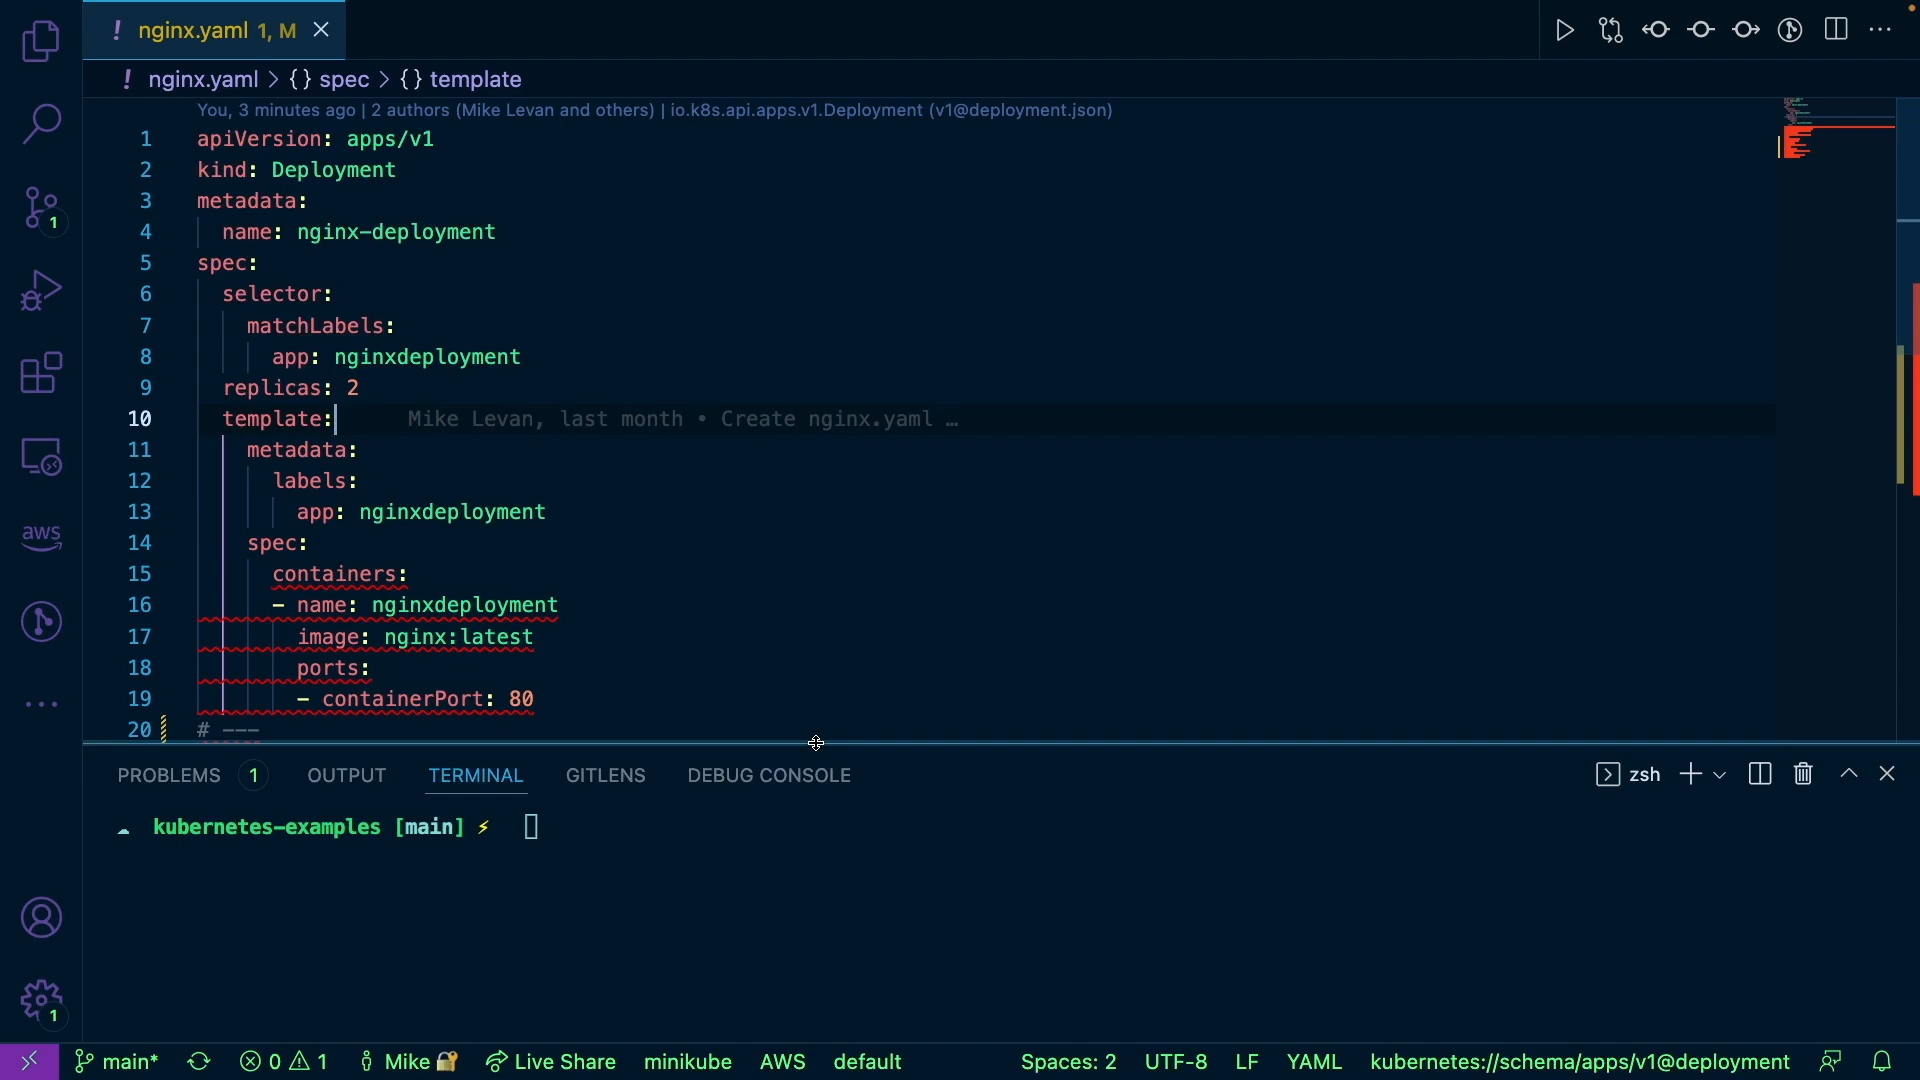 ! nginx.yaml 1, M
! nginx.yaml > {} spec > {} template
You, 3 minutes ago | 2 authors (Mike Levan and others) | io.k8s.api.apps.v1.Deployment (v1@deployment.json)
1 apiVersion: apps/v1
2 kind: Deployment
3 metadata:
4 name: nginx-deployment
5 spec:
6 selector:
7 matchLabels:
8 app: nginxdeployment
9 replicas: 2
10 template: Mike Levan, last month • Create nginx.yaml …
11 metadata:
12 labels:
13 app: nginxdeployment
14 spec:
15 containers:
16 - name: nginxdeployment
17 image: nginx:latest
18 ports:
19 - containerPort: 80
20 # ---
1
aws
1
PROBLEMS 1 OUTPUT TERMINAL GITLENS DEBUG CONSOLE zsh
kubernetes-examples [main] ⚡
main* 0 1 Mike 🔐 Live Share minikube AWS default Spaces: 2 UTF-8 LF YAML kubernetes://schema/apps/v1@deployment